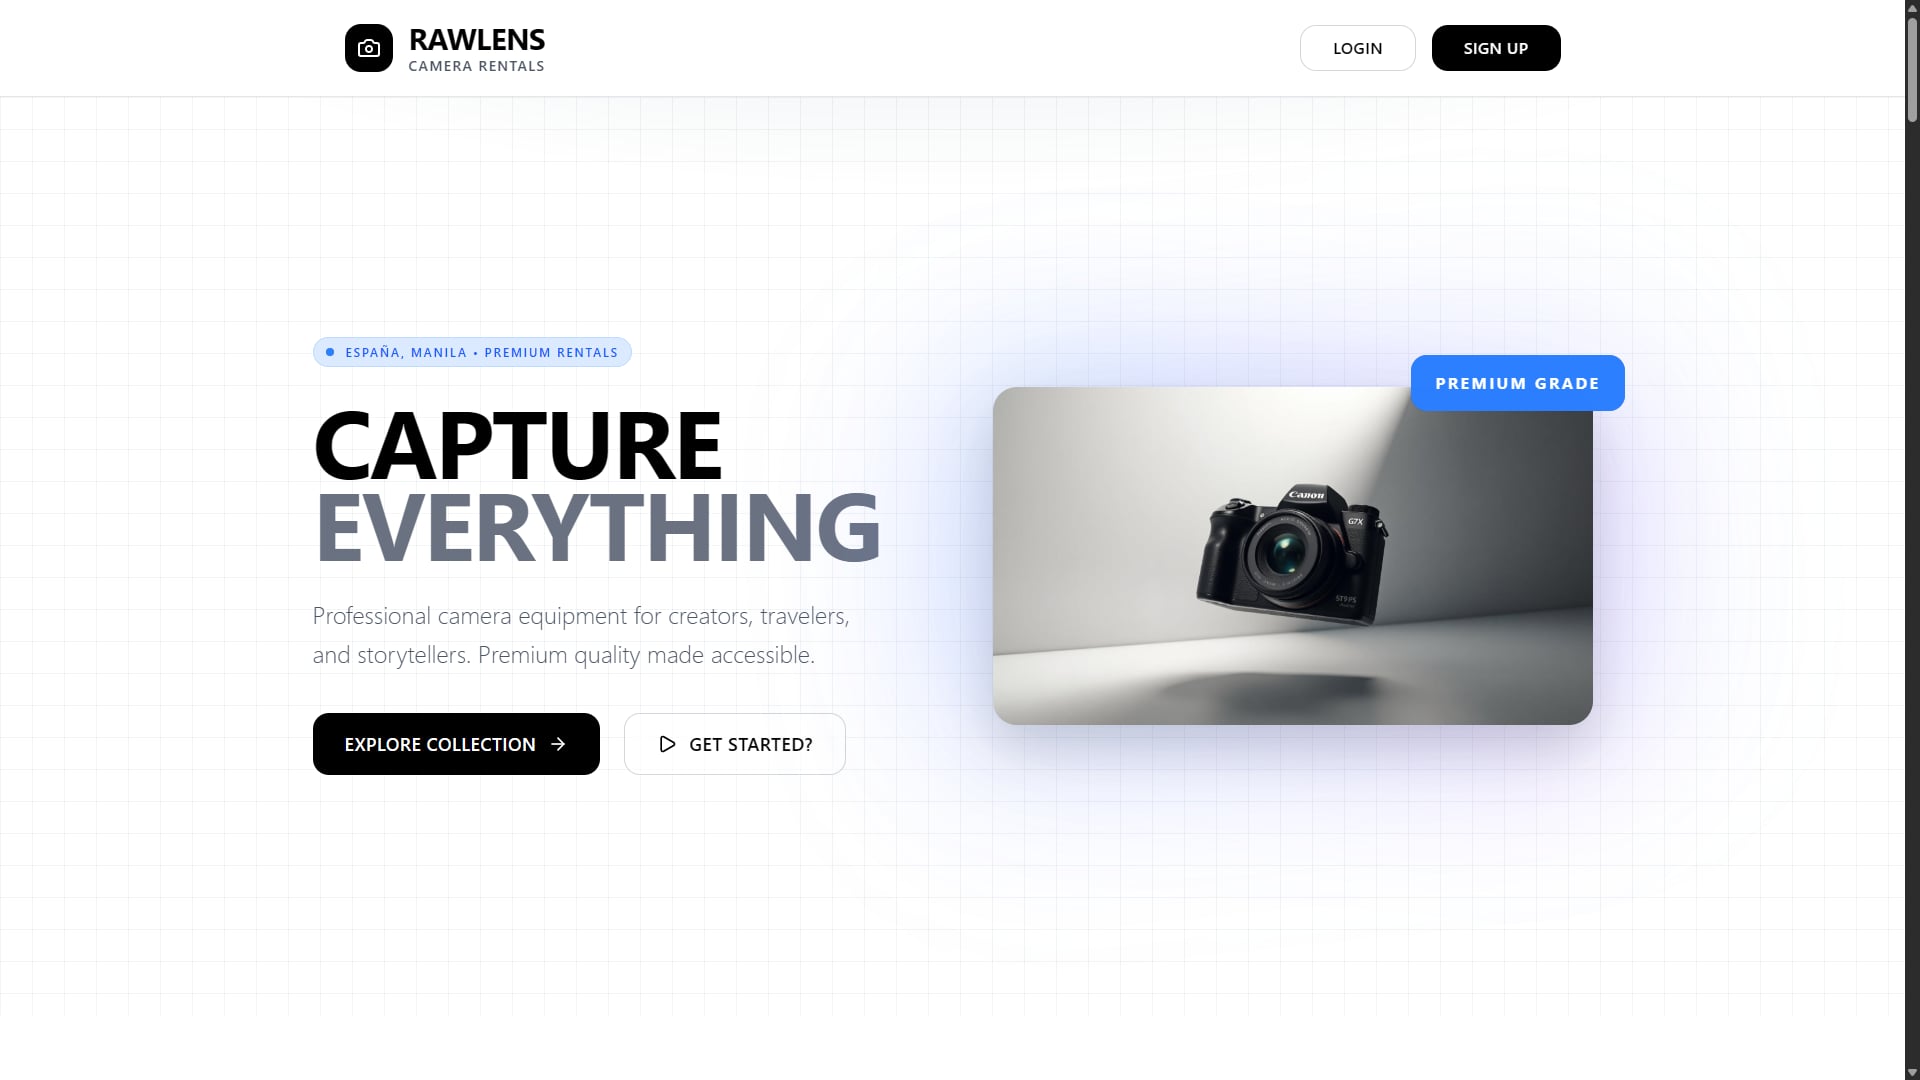 RAWLENS
CAMERA RENTALS
LOGIN
SIGN UP
ESPAÑA, MANILA • PREMIUM RENTALS
CAPTURE
EVERYTHING
Professional camera equipment for creators, travelers,
and storytellers. Premium quality made accessible.
EXPLORE COLLECTION
GET STARTED?
PREMIUM GRADE
Canon
G7X